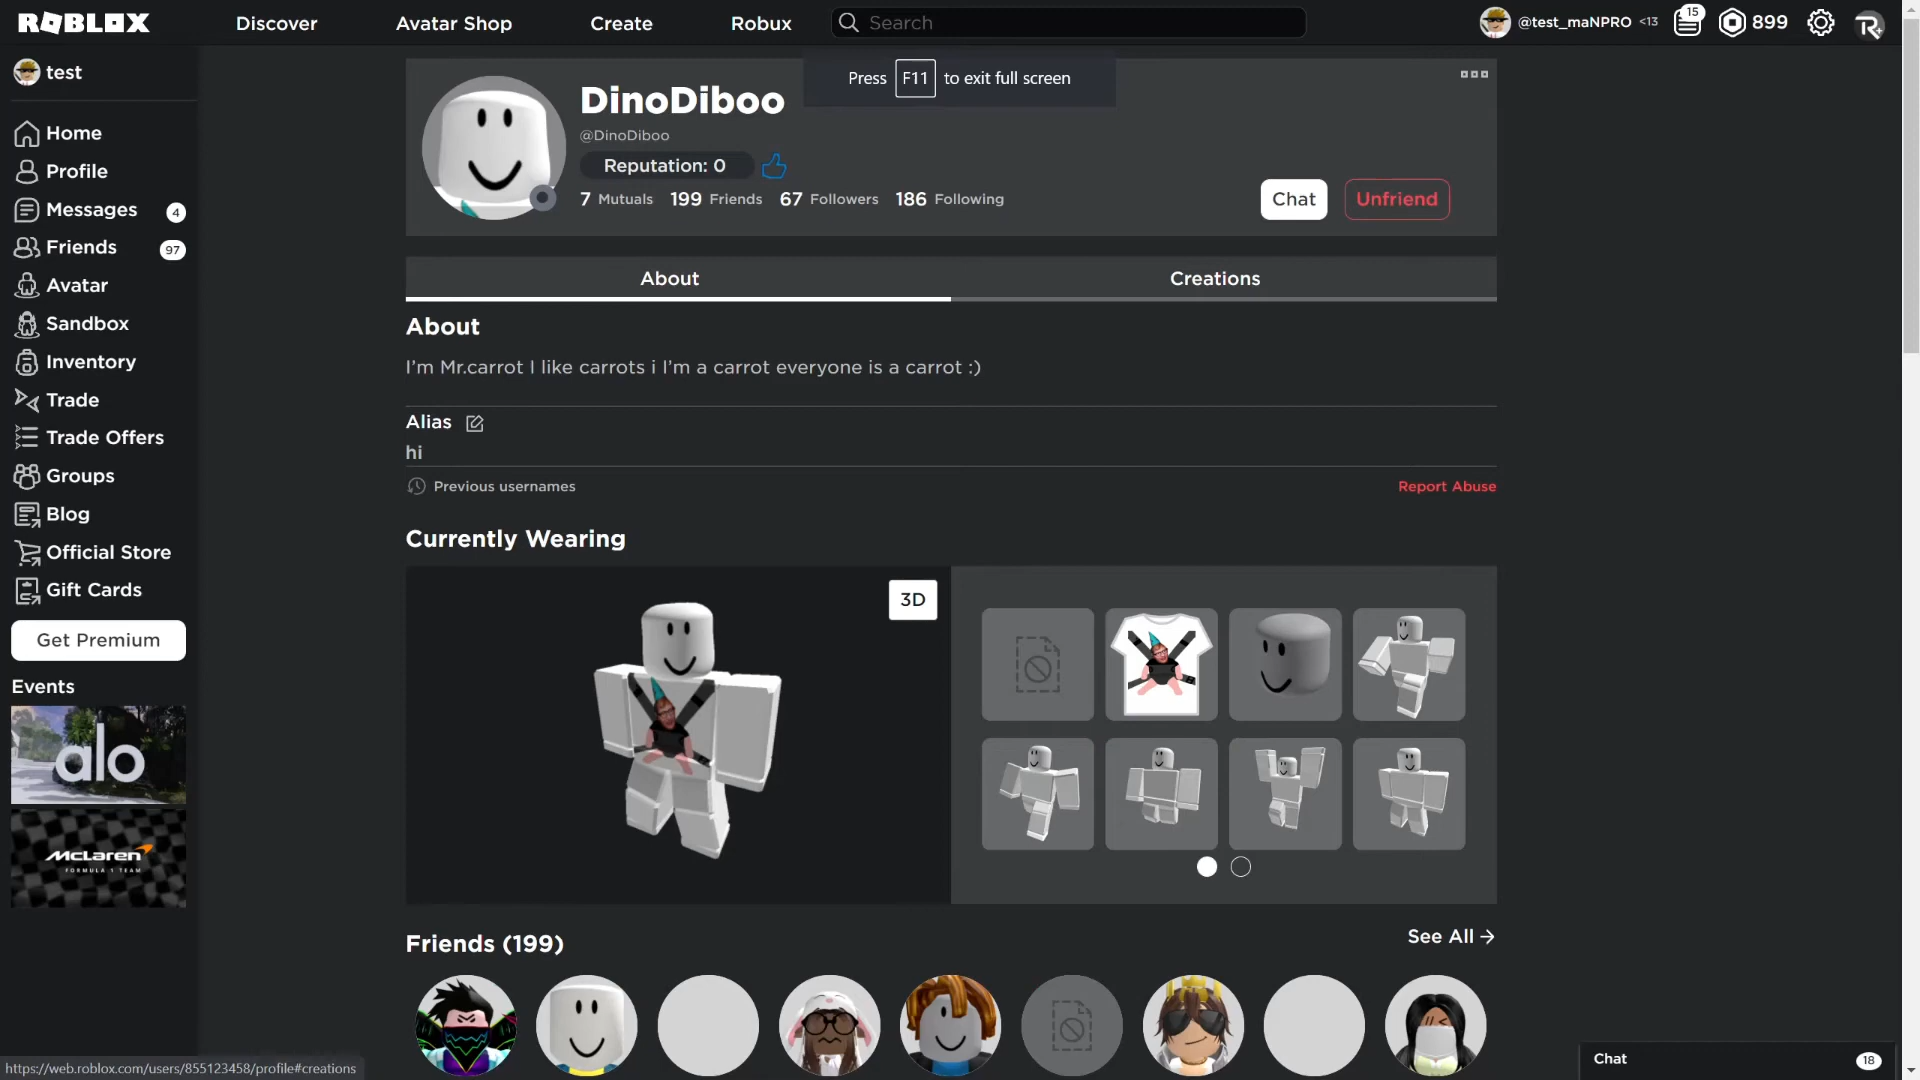 ROBLOX
Discover
Avatar Shop
Create
Robux
Search
@test_maNPRO <13
15
899
R+
test
Home
Profile
Messages 4
Friends 97
Avatar
Sandbox
Inventory
Trade
Trade Offers
Groups
Blog
Official Store
Gift Cards
Get Premium
Events
alo
McLaren
FORMULA 1 TEAM
Press F11 to exit full screen
DinoDiboo
@DinoDiboo
Reputation: 0
7 Mutuals 199 Friends 67 Followers 186 Following
Chat
Unfriend
About
Creations
About
I'm Mr.carrot I like carrots i I'm a carrot everyone is a carrot :)
Alias
hi
Previous usernames
Report Abuse
Currently Wearing
3D
Friends (199)
See All
Chat 18
https://web.roblox.com/users/855123458/profile#creations